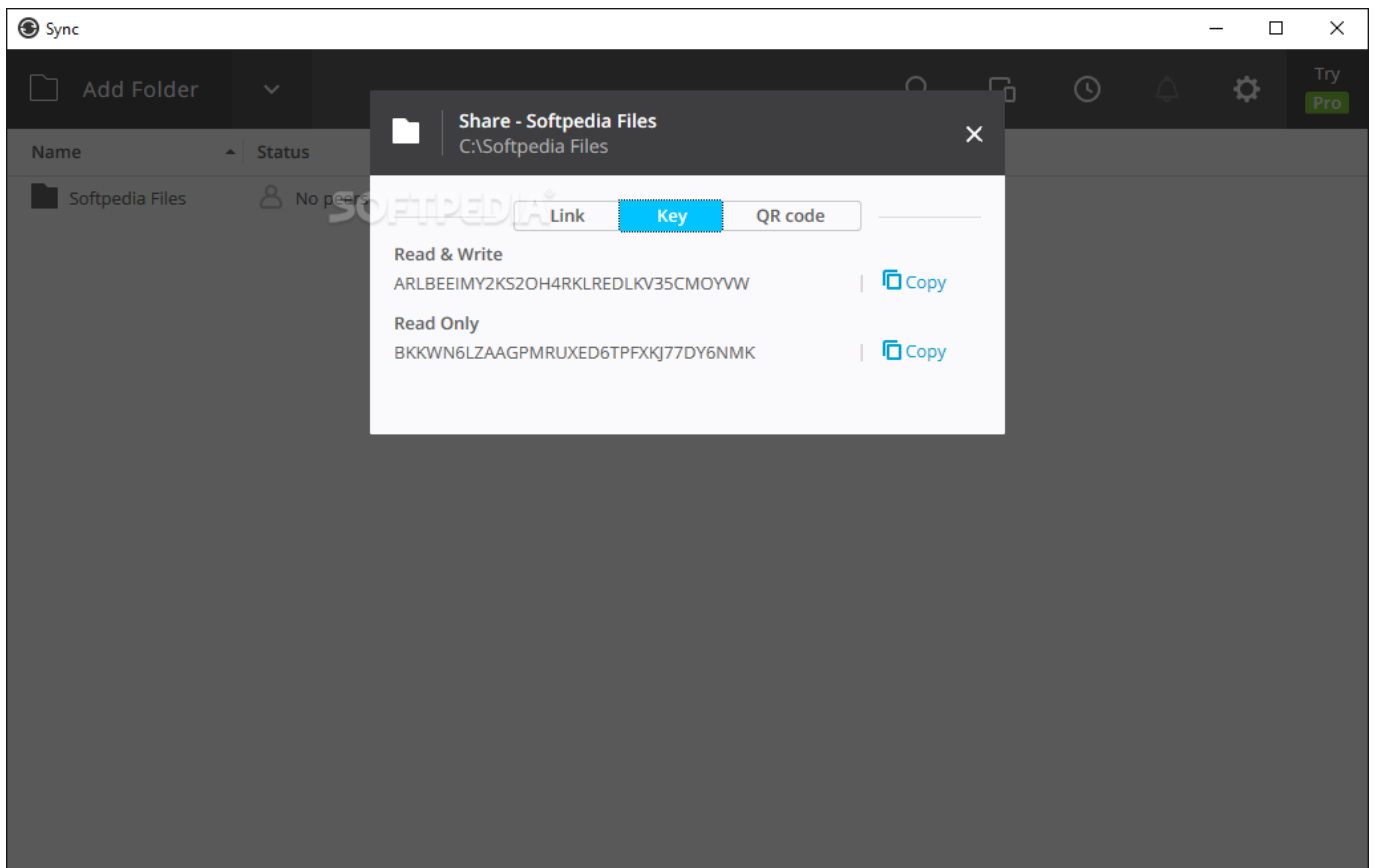 Sync
Add Folder
Try
Pro
Share - Softpedia Files
C:\Softpedia Files
Name
Status
Softpedia Files
No peers
SOFTPEDIA®
Link
Key
QR code
Read & Write
ARLBEEIMY2KS2OH4RKLREDLKV35CMOYVW
Copy
Read Only
BKKWN6LZAAGPMRUXED6TPFXKJ77DY6NMK
Copy